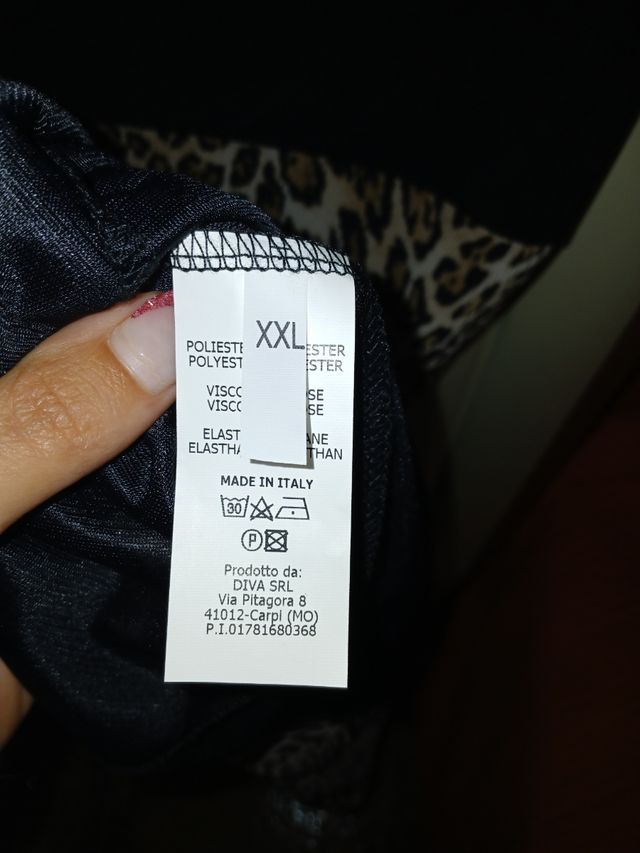 XXL
POLIESTE ESTER
POLYEST ESTER
VISCO OSE
VISCO OSE
ELAST ANE
ELASTHA THAN
MADE IN ITALY
30
P
Prodotto da:
DIVA SRL
Via Pitagora 8
41012-Carpi (MO)
P.I.01781680368